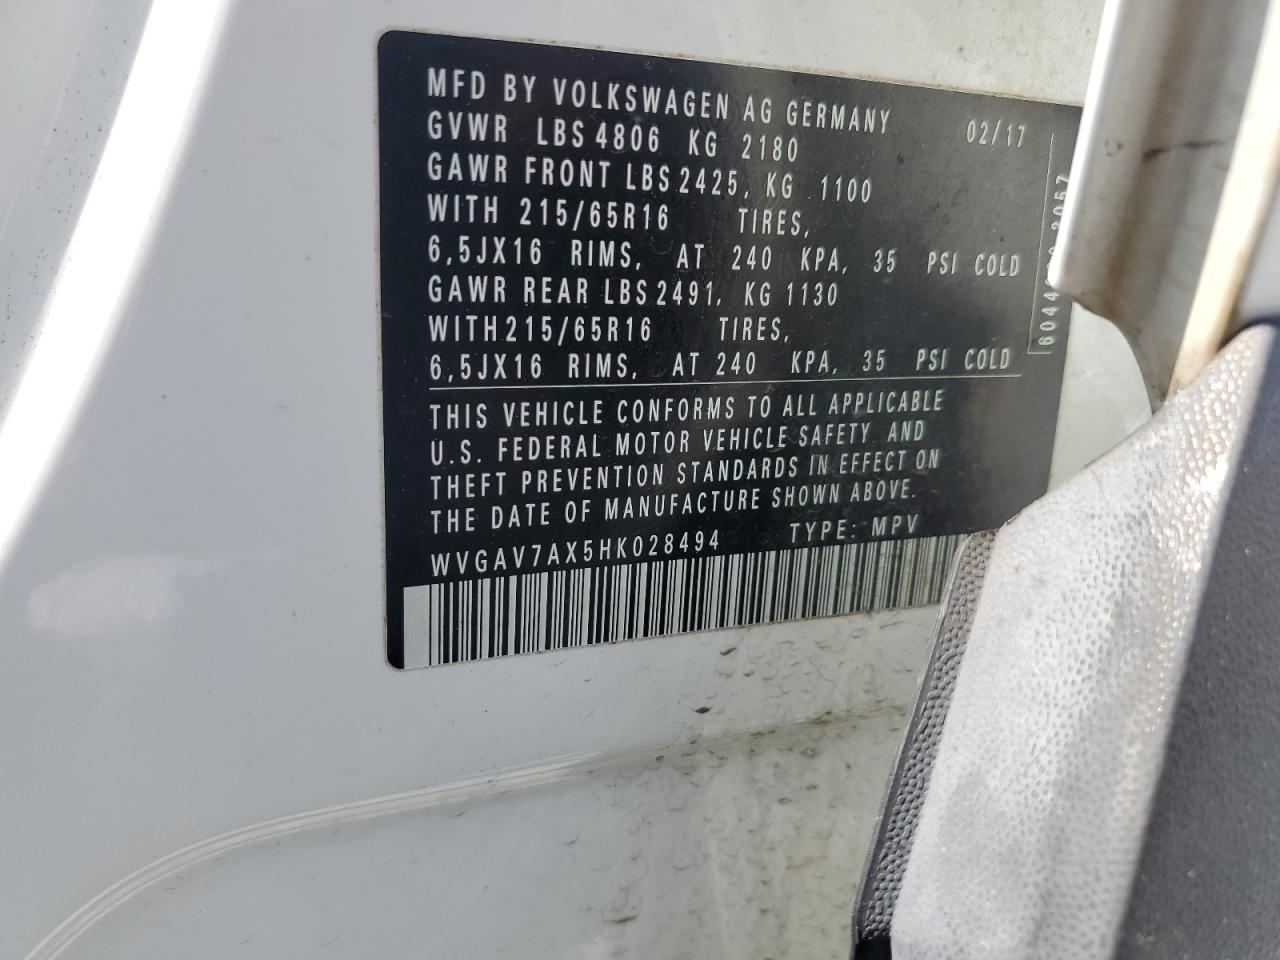 MFD BY VOLKSWAGEN AG GERMANY 02/17
GVWR LBS 4806 KG 2180
GAWR FRONT LBS 2425, KG 1100
WITH 215/65R16 TIRES,
6,5JX16 RIMS, AT 240 KPA, 35 PSI COLD
GAWR REAR LBS 2491, KG 1130
WITH 215/65R16 TIRES,
6,5JX16 RIMS, AT 240 KPA, 35 PSI COLD
THIS VEHICLE CONFORMS TO ALL APPLICABLE
U.S. FEDERAL MOTOR VEHICLE SAFETY AND
THEFT PREVENTION STANDARDS IN EFFECT ON
THE DATE OF MANUFACTURE SHOWN ABOVE.
WVGAV7AX5HK028494 TYPE: MPV